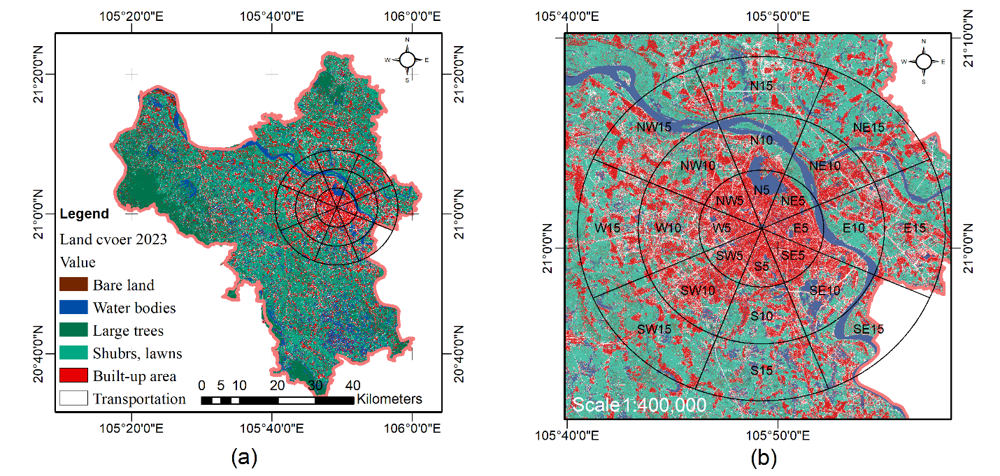 105°20'0"E
105°40'0"E
106°0'0"E
21°20'0"N
21°0'0"N
20°40'0"N
N
W
E
S
21°20'0"N
21°0'0"N
20°40'0"N
Legend
Land cvoer 2023
Value
Bare land
Water bodies
Large trees
Shubrs, lawns
Built-up area
Transportation
0 5 10 20 30 40
Kilometers
105°20'0"E
105°40'0"E
106°0'0"E
(a)
105°40'0"E
105°50'0"E
21°10'0"N
N
W
E
S
N15
NW15
NE15
N10
NW10
NE10
N5
NW5
NE5
W15
W10
W5
E5
E10
E15
21°0'0"N
21°0'0"N
SW5
SE5
S5
SW10
SE10
S10
SW15
SE15
S15
Scale1:400,000
105°40'0"E
105°50'0"E
(b)